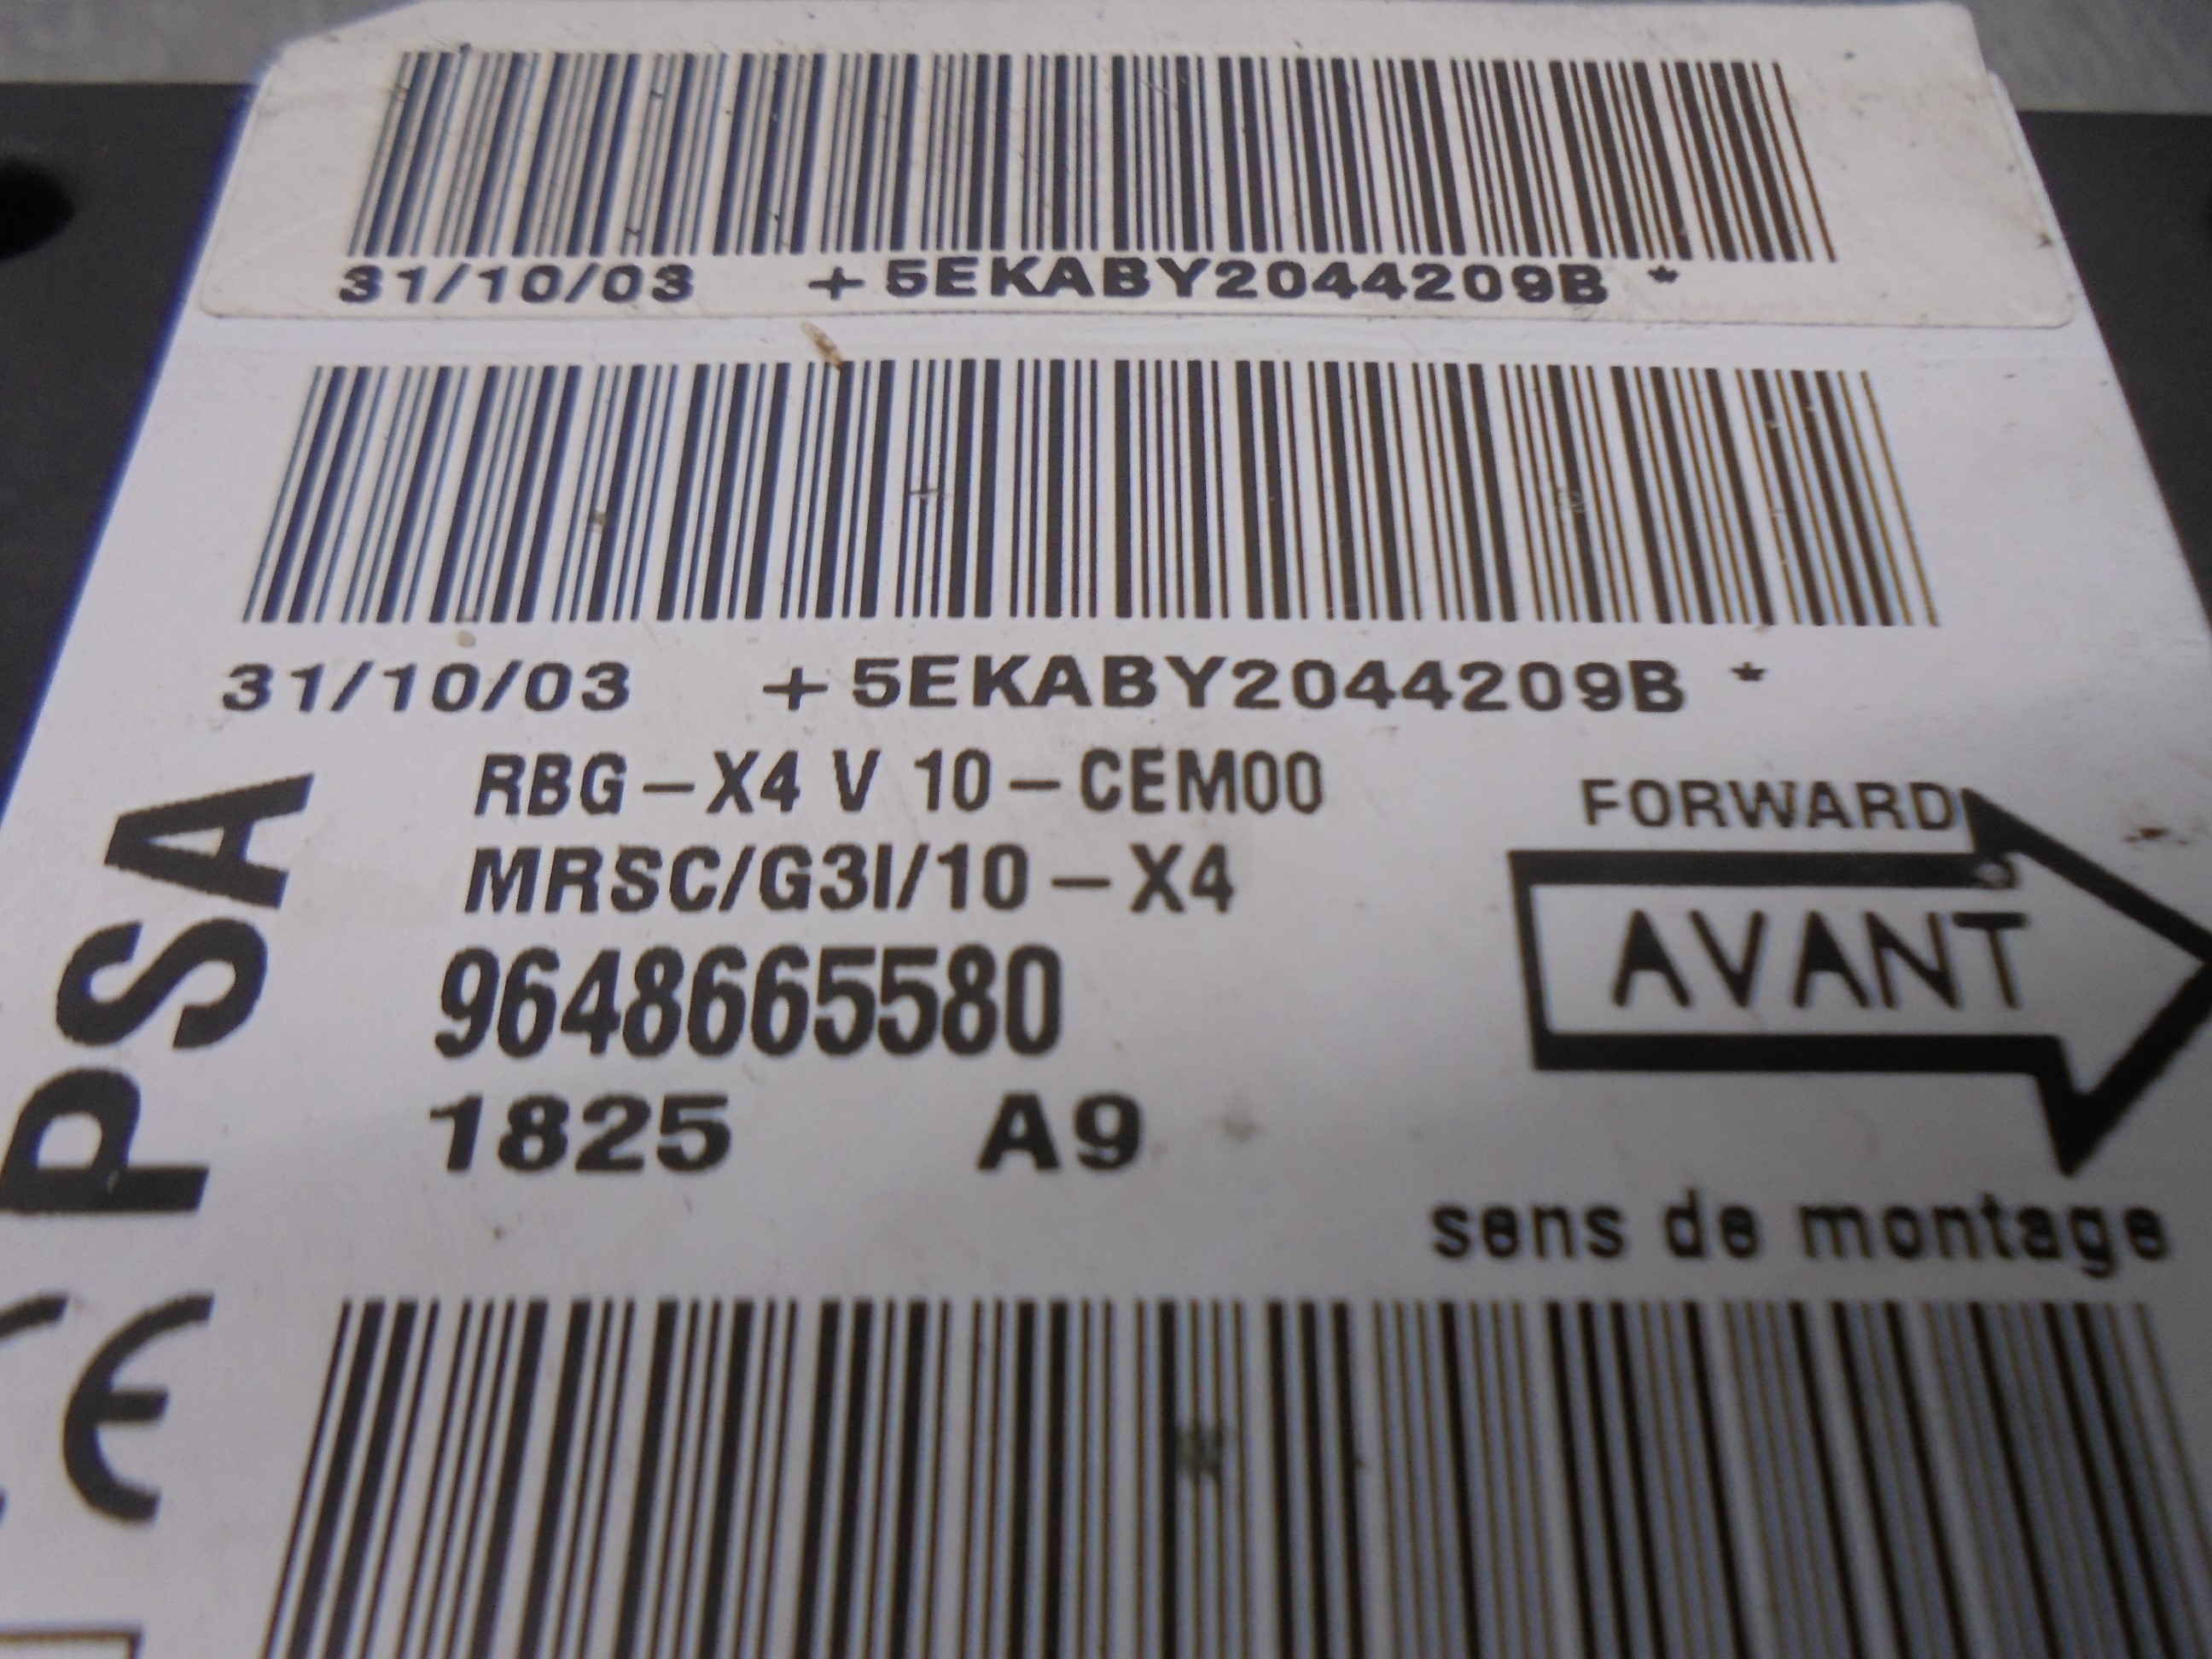 31/10/03 +5EKABY2044209B *
31/10/03 +5EKABY2044209B *
RBG-X4 V 10-CEM00
MRSC/G3I/10-X4
9648665580
1825 A9
FORWARD
AVANT
sens de montage
PSA
CE